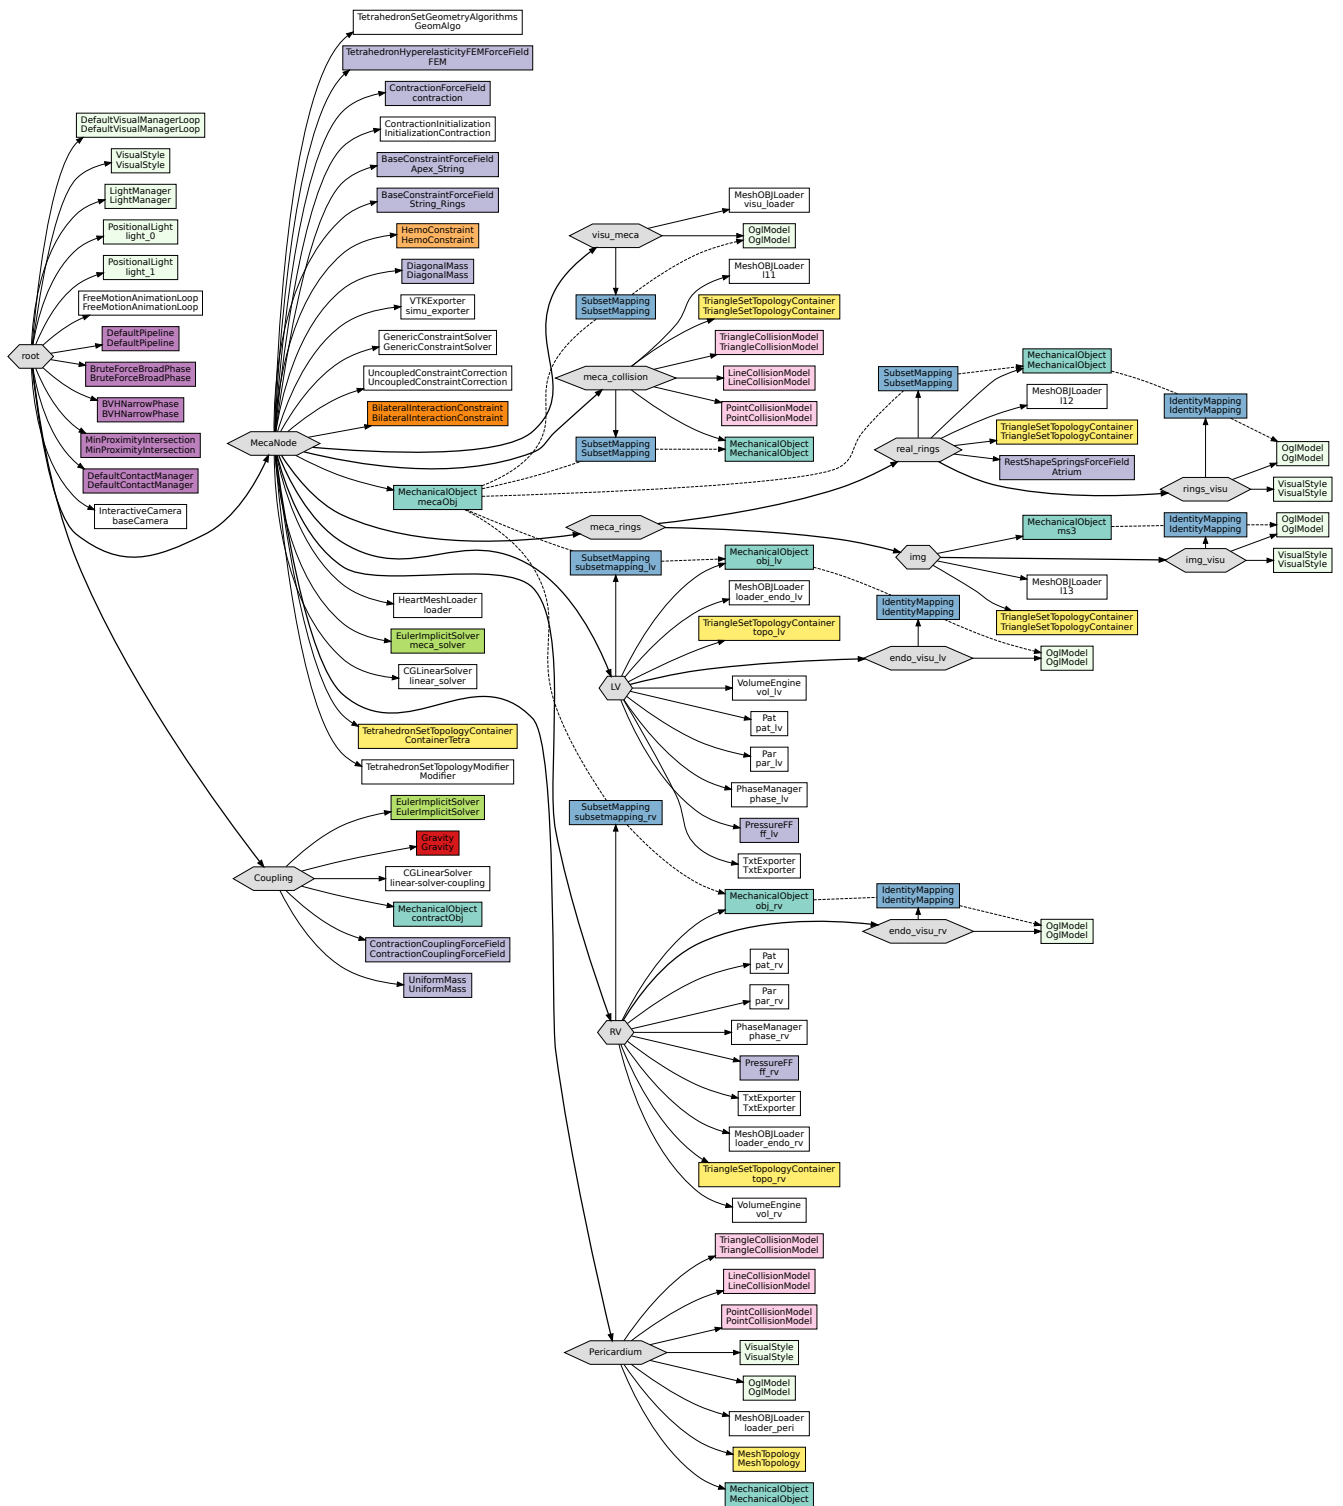 TetrahedronSetGeometryAlgorithms
GeomAlgo
TetrahedronHyperelasticityFEMForceField
FEM
ContractionForceField
contraction
ContractionInitialization
InitializationContraction
BaseConstraintForceField
Apex_String
BaseConstraintForceField
String_Rings
HemoConstraint
HemoConstraint
DiagonalMass
DiagonalMass
VTKExporter
simu_exporter
GenericConstraintSolver
GenericConstraintSolver
UncoupledConstraintCorrection
UncoupledConstraintCorrection
BilateralInteractionConstraint
BilateralInteractionConstraint
MechanicalObject
mecaObj
HeartMeshLoader
loader
EulerImplicitSolver
meca_solver
CGLinearSolver
linear_solver
TetrahedronSetTopologyContainer
ContainerTetra
TetrahedronSetTopologyModifier
Modifier
DefaultVisualManagerLoop
DefaultVisualManagerLoop
VisualStyle
VisualStyle
LightManager
LightManager
PositionalLight
light_0
PositionalLight
light_1
FreeMotionAnimationLoop
FreeMotionAnimationLoop
DefaultPipeline
DefaultPipeline
BruteForceBroadPhase
BruteForceBroadPhase
BVHNarrowPhase
BVHNarrowPhase
MinProximityIntersection
MinProximityIntersection
DefaultContactManager
DefaultContactManager
InteractiveCamera
baseCamera
root
MecaNode
Coupling
EulerImplicitSolver
EulerImplicitSolver
Gravity
Gravity
CGLinearSolver
linear-solver-coupling
MechanicalObject
contractObj
ContractionCouplingForceField
ContractionCouplingForceField
UniformMass
UniformMass
visu_meca
MeshOBJLoader
visu_loader
OglModel
OglModel
SubsetMapping
SubsetMapping
meca_collision
MeshOBJLoader
l11
TriangleSetTopologyContainer
TriangleSetTopologyContainer
TriangleCollisionModel
TriangleCollisionModel
LineCollisionModel
LineCollisionModel
PointCollisionModel
PointCollisionModel
MechanicalObject
MechanicalObject
SubsetMapping
SubsetMapping
meca_rings
real_rings
SubsetMapping
SubsetMapping
MechanicalObject
MechanicalObject
MeshOBJLoader
l12
TriangleSetTopologyContainer
TriangleSetTopologyContainer
RestShapeSpringsForceField
Atrium
IdentityMapping
IdentityMapping
rings_visu
OglModel
OglModel
VisualStyle
VisualStyle
img
MechanicalObject
ms3
MeshOBJLoader
l13
TriangleSetTopologyContainer
TriangleSetTopologyContainer
IdentityMapping
IdentityMapping
img_visu
OglModel
OglModel
VisualStyle
VisualStyle
SubsetMapping
subsetmapping_lv
LV
MechanicalObject
obj_lv
MeshOBJLoader
loader_endo_lv
TriangleSetTopologyContainer
topo_lv
IdentityMapping
IdentityMapping
endo_visu_lv
OglModel
OglModel
VolumeEngine
vol_lv
Pat
pat_lv
Par
par_lv
PhaseManager
phase_lv
PressureFF
ff_lv
TxtExporter
TxtExporter
SubsetMapping
subsetmapping_rv
RV
MechanicalObject
obj_rv
IdentityMapping
IdentityMapping
endo_visu_rv
OglModel
OglModel
Pat
pat_rv
Par
par_rv
PhaseManager
phase_rv
PressureFF
ff_rv
TxtExporter
TxtExporter
MeshOBJLoader
loader_endo_rv
TriangleSetTopologyContainer
topo_rv
VolumeEngine
vol_rv
Pericardium
TriangleCollisionModel
TriangleCollisionModel
LineCollisionModel
LineCollisionModel
PointCollisionModel
PointCollisionModel
VisualStyle
VisualStyle
OglModel
OglModel
MeshOBJLoader
loader_peri
MeshTopology
MeshTopology
MechanicalObject
MechanicalObject